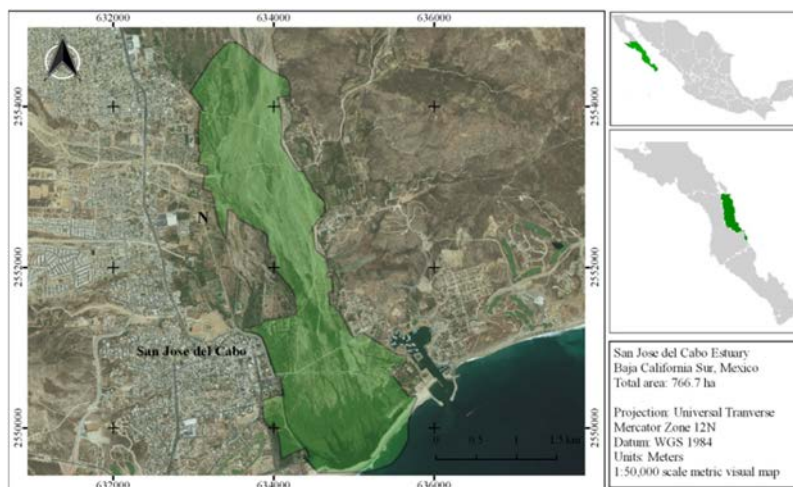 632000
634000
636000
2554000
2554000
N
2552000
2552000
San Jose del Cabo
2550000
2550000
0 0.5 1 1.5 km
632000
634000
636000
San Jose del Cabo Estuary
Baja California Sur, Mexico
Total area: 766.7 ha
Projection: Universal Tranverse
Mercator Zone 12N
Datum: WGS 1984
Units: Meters
1:50,000 scale metric visual map